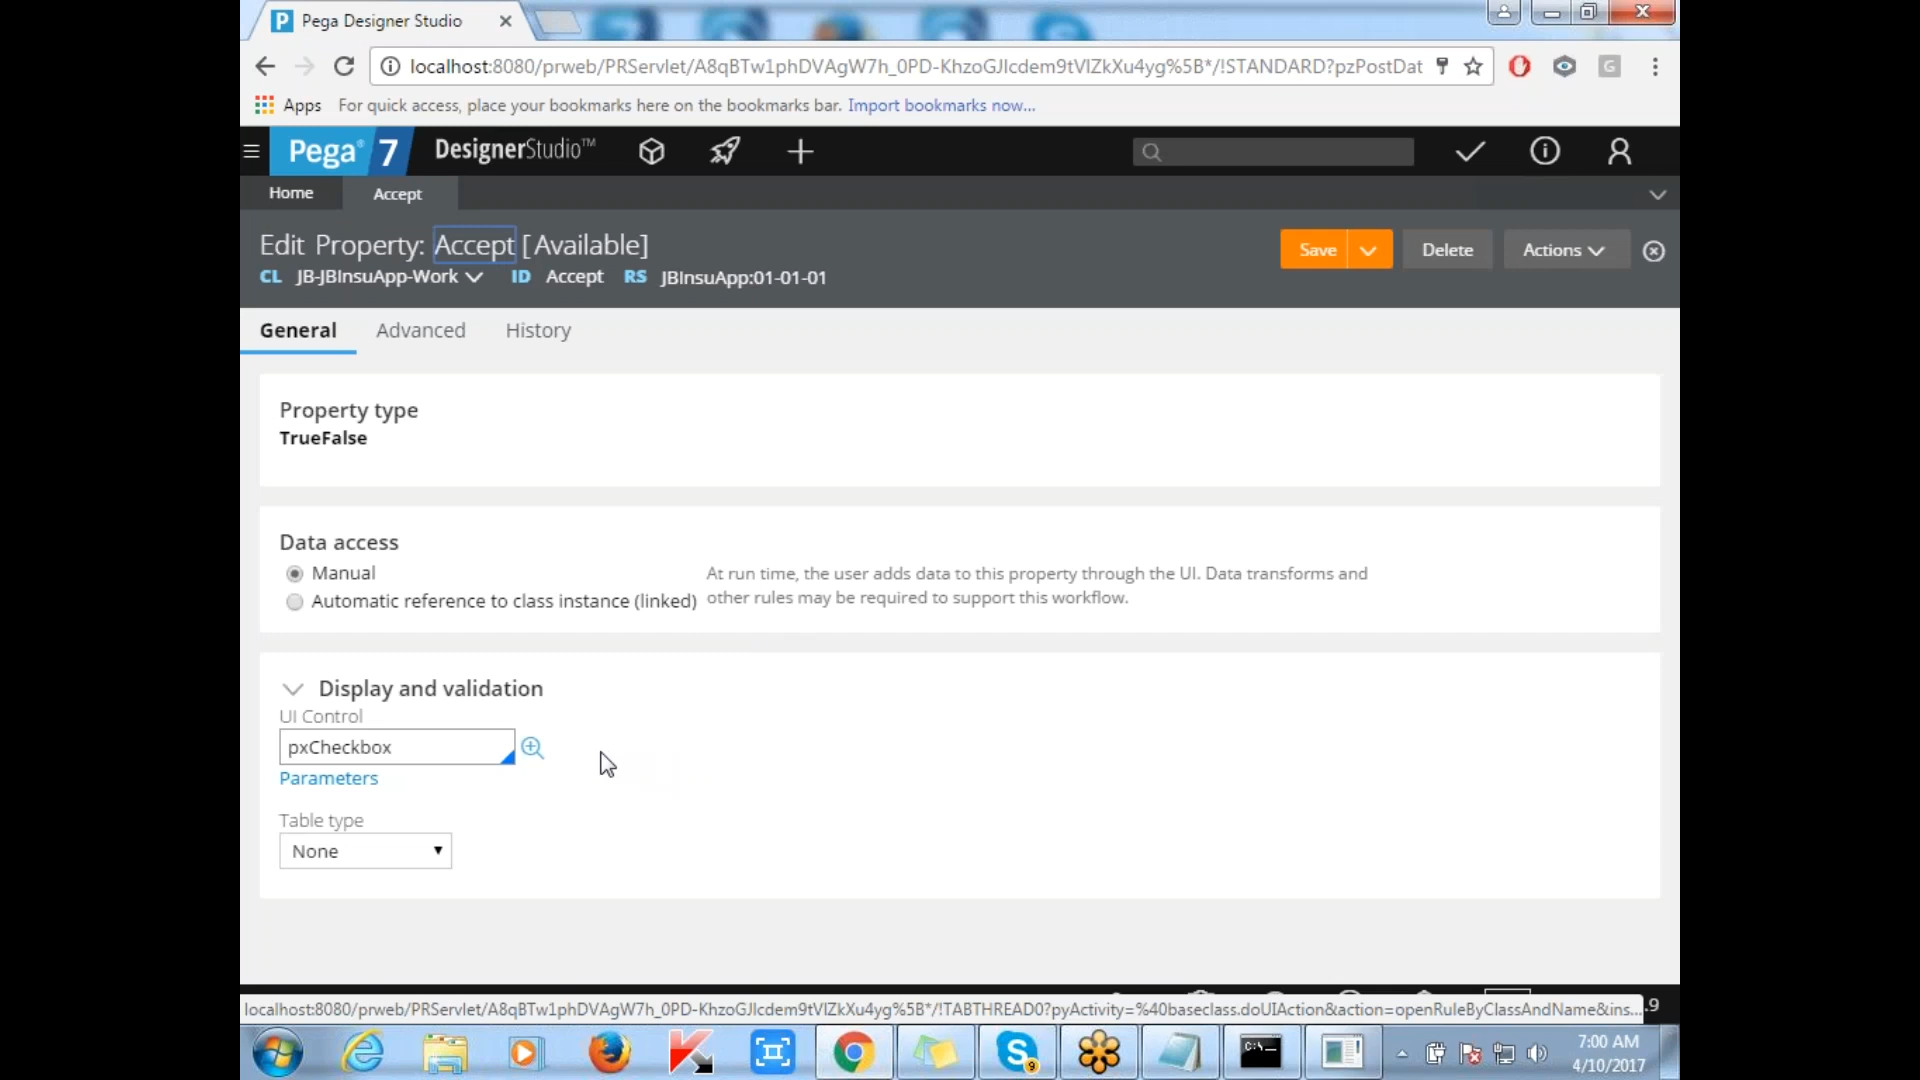 Pega Designer Studio
localhost:8080/prweb/PRServlet/A8qBTw1phDVAgW7h_0PD-KhzoGJlcdem9tVIZkXu4yg%5B*/!STANDARD?pzPostDat
Apps For quick access, place your bookmarks here on the bookmarks bar. Import bookmarks now...
Pega® 7 DesignerStudio™
Home Accept
Edit Property: Accept [Available]
Save Delete Actions
CL JB-JBInsuApp-Work ID Accept RS JBInsuApp:01-01-01
General Advanced History
Property type
TrueFalse
Data access
Manual
Automatic reference to class instance (linked)
At run time, the user adds data to this property through the UI. Data transforms and
other rules may be required to support this workflow.
Display and validation
UI Control
pxCheckbox
Parameters
Table type
None
localhost:8080/prweb/PRServlet/A8qBTw1phDVAgW7h_0PD-KhzoGJlcdem9tVIZkXu4yg%5B*/!TABTHREAD0?pyActivity=%40baseclass.doUIAction&action=openRuleByClassAndName&ins... .9
7:00 AM
4/10/2017